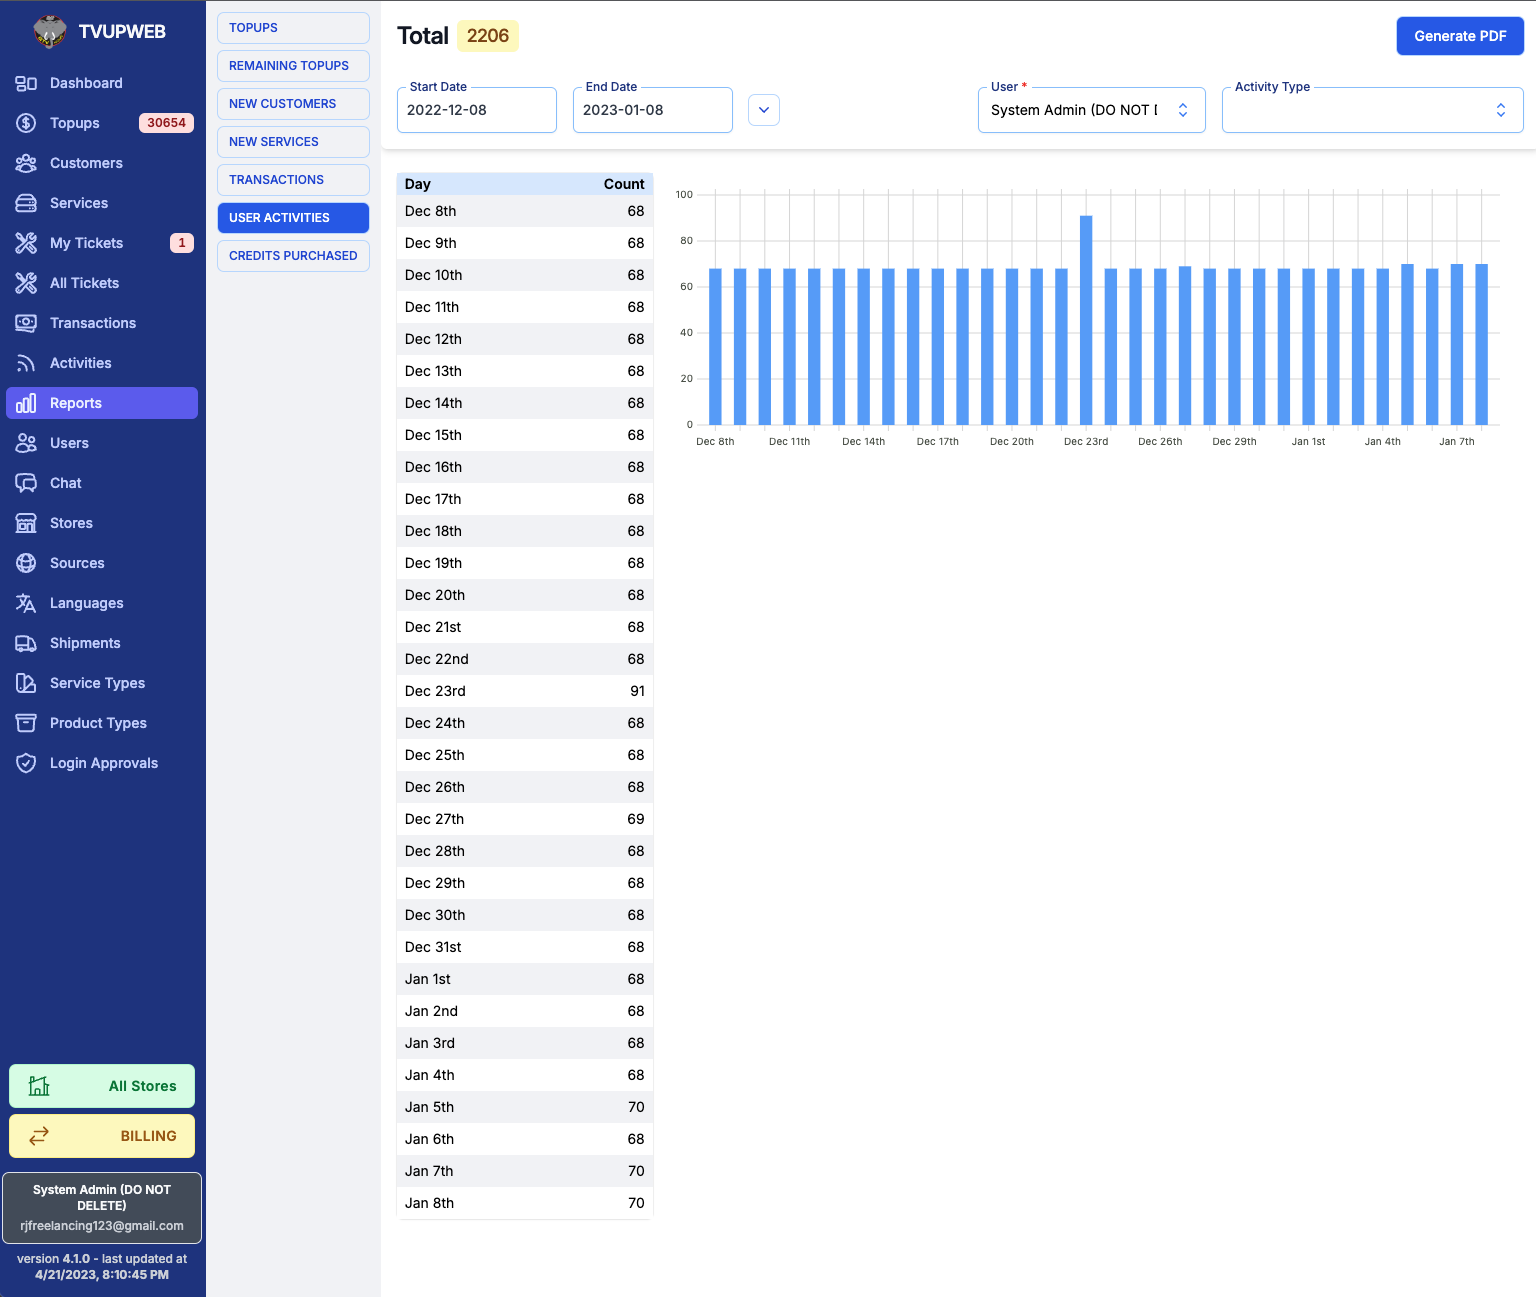 TVUPWEB
Dashboard
Topups 30654
Customers
Services
My Tickets 1
All Tickets
Transactions
Activities
Reports
Users
Chat
Stores
Sources
Languages
Shipments
Service Types
Product Types
Login Approvals
All Stores
BILLING
System Admin (DO NOT
DELETE)
rjfreelancing123@gmail.com
version 4.1.0 - last updated at
4/21/2023, 8:10:45 PM
TOPUPS
REMAINING TOPUPS
NEW CUSTOMERS
NEW SERVICES
TRANSACTIONS
USER ACTIVITIES
CREDITS PURCHASED
Total 2206
Generate PDF
Start Date
2022-12-08
End Date
2023-01-08
User *
System Admin (DO NOT
Activity Type
Day Count
Dec 8th 68
Dec 9th 68
Dec 10th 68
Dec 11th 68
Dec 12th 68
Dec 13th 68
Dec 14th 68
Dec 15th 68
Dec 16th 68
Dec 17th 68
Dec 18th 68
Dec 19th 68
Dec 20th 68
Dec 21st 68
Dec 22nd 68
Dec 23rd 91
Dec 24th 68
Dec 25th 68
Dec 26th 68
Dec 27th 69
Dec 28th 68
Dec 29th 68
Dec 30th 68
Dec 31st 68
Jan 1st 68
Jan 2nd 68
Jan 3rd 68
Jan 4th 68
Jan 5th 70
Jan 6th 68
Jan 7th 70
Jan 8th 70
100
80
60
40
20
0
Dec 8th Dec 11th Dec 14th Dec 17th Dec 20th Dec 23rd Dec 26th Dec 29th Jan 1st Jan 4th Jan 7th